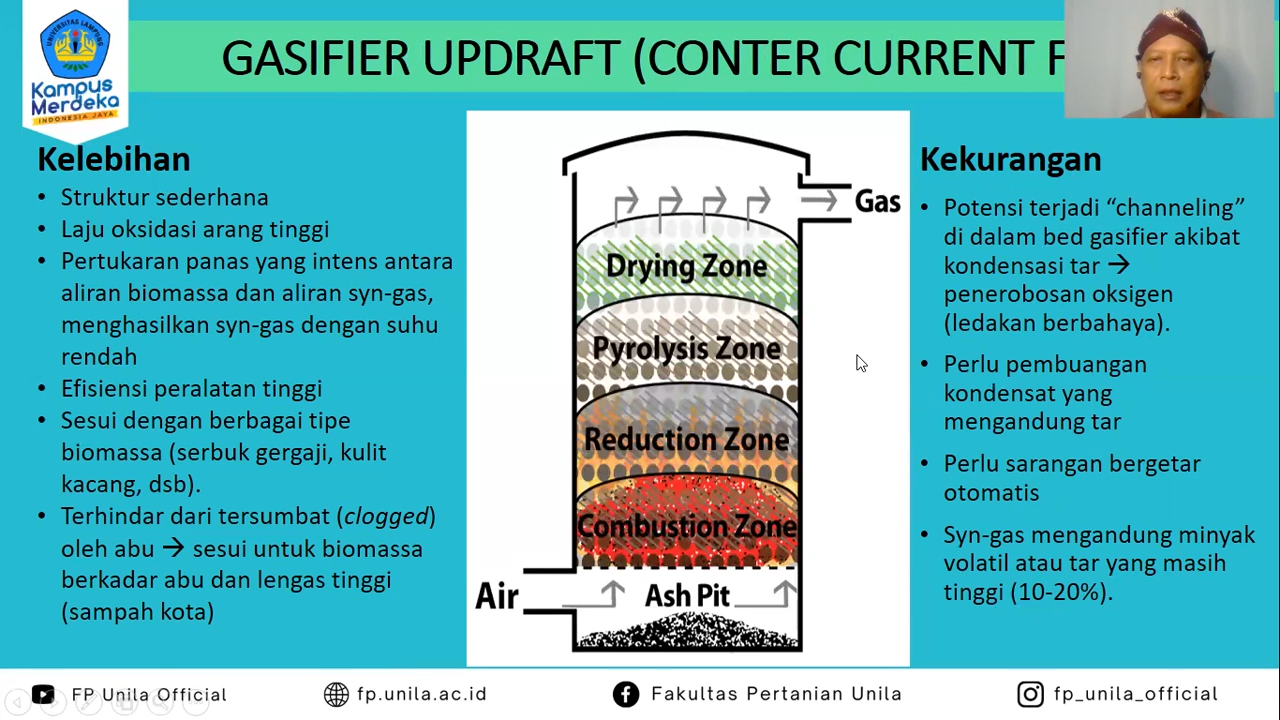 UNIVERSITAS LAMPUNG
Kampus
Merdeka
INDONESIA JAYA
GASIFIER UPDRAFT (CONTER CURRENT F
Kelebihan
• Struktur sederhana
• Laju oksidasi arang tinggi
• Pertukaran panas yang intens antara
aliran biomassa dan aliran syn-gas,
menghasilkan syn-gas dengan suhu
rendah
• Efisiensi peralatan tinggi
• Sesui dengan berbagai tipe
biomassa (serbuk gergaji, kulit
kacang, dsb).
• Terhindar dari tersumbat (clogged)
oleh abu → sesui untuk biomassa
berkadar abu dan lengas tinggi
(sampah kota)
Gas
Drying Zone
Pyrolysis Zone
Reduction Zone
Combustion Zone
Air
Ash Pit
Kekurangan
• Potensi terjadi “channeling”
di dalam bed gasifier akibat
kondensasi tar →
penerobosan oksigen
(ledakan berbahaya).
• Perlu pembuangan
kondensat yang
mengandung tar
• Perlu sarangan bergetar
otomatis
• Syn-gas mengandung minyak
volatil atau tar yang masih
tinggi (10-20%).
FP Unila Official
fp.unila.ac.id
Fakultas Pertanian Unila
fp_unila_official